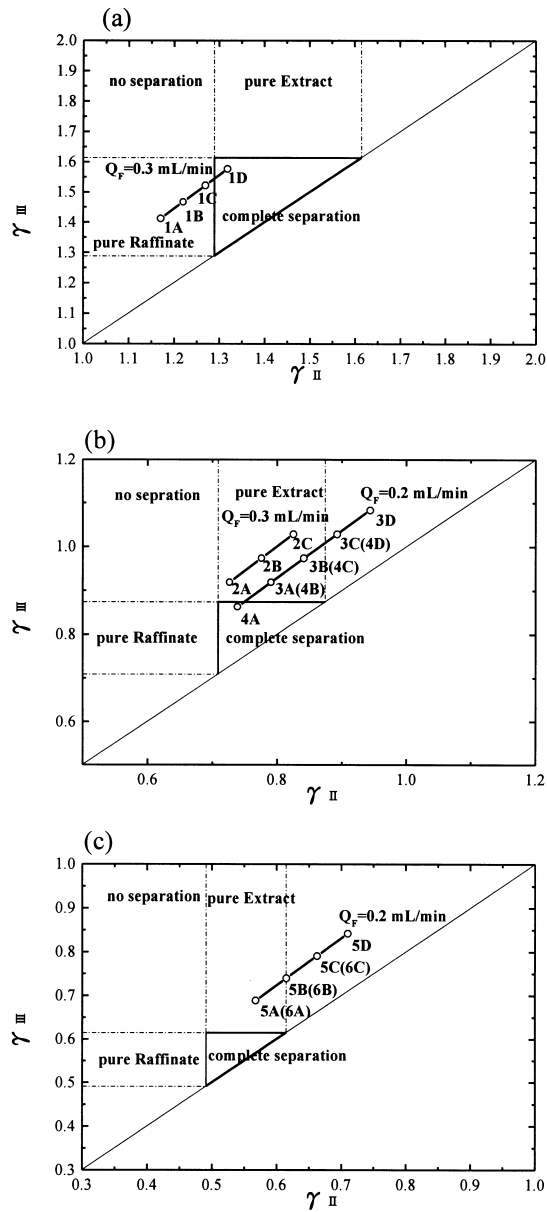 (a)
2.0
1.9
1.8
1.7
1.6
1.5
1.4
1.3
1.2
1.1
1.0
no separation
pure Extract
Q_F=0.3 mL/min
1D
1C
1B
1A
complete separation
pure Raffinate
γ III
1.0 1.1 1.2 1.3 1.4 1.5 1.6 1.7 1.8 1.9 2.0
γ II
(b)
1.2
1.0
0.8
0.6
no sepration
pure Extract
Q_F=0.2 mL/min
Q_F=0.3 mL/min
3D
2C
3C(4D)
2B
3B(4C)
2A
3A(4B)
4A
pure Raffinate
complete separation
γ III
0.6 0.8 1.0 1.2
γ II
(c)
1.0
0.9
0.8
0.7
0.6
0.5
0.4
0.3
no separation
pure Extract
Q_F=0.2 mL/min
5D
5C(6C)
5B(6B)
5A(6A)
pure Raffinate
complete separation
γ III
0.3 0.4 0.5 0.6 0.7 0.8 0.9 1.0
γ II